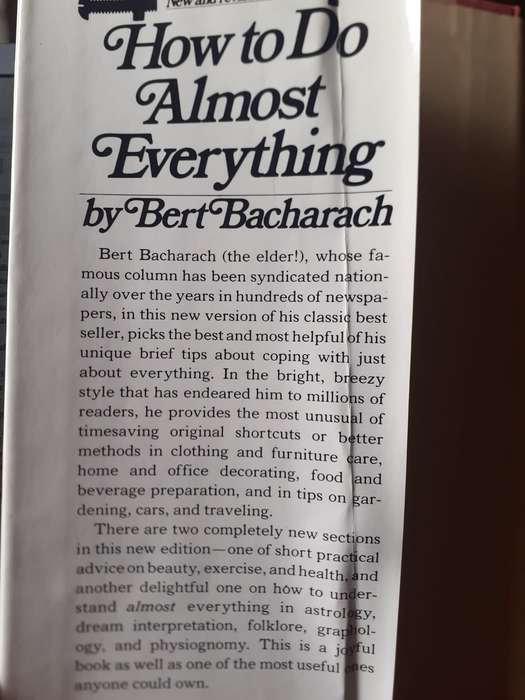 New and
How to Do
Almost
Everything
by Bert Bacharach
Bert Bacharach (the elder!), whose fa-
mous column has been syndicated nation-
ally over the years in hundreds of newspa-
pers, in this new version of his classic best
seller, picks the best and most helpful of his
unique brief tips about coping with just
about everything. In the bright, breezy
style that has endeared him to millions of
readers, he provides the most unusual of
timesaving original shortcuts or better
methods in clothing and furniture care,
home and office decorating, food and
beverage preparation, and in tips on gar-
dening, cars, and traveling.
There are two completely new sections
in this new edition—one of short practical
advice on beauty, exercise, and health, and
another delightful one on how to under-
stand almost everything in astrology,
dream interpretation, folklore, graphol-
ogy, and physiognomy. This is a joyful
book as well as one of the most useful ones
anyone could own.